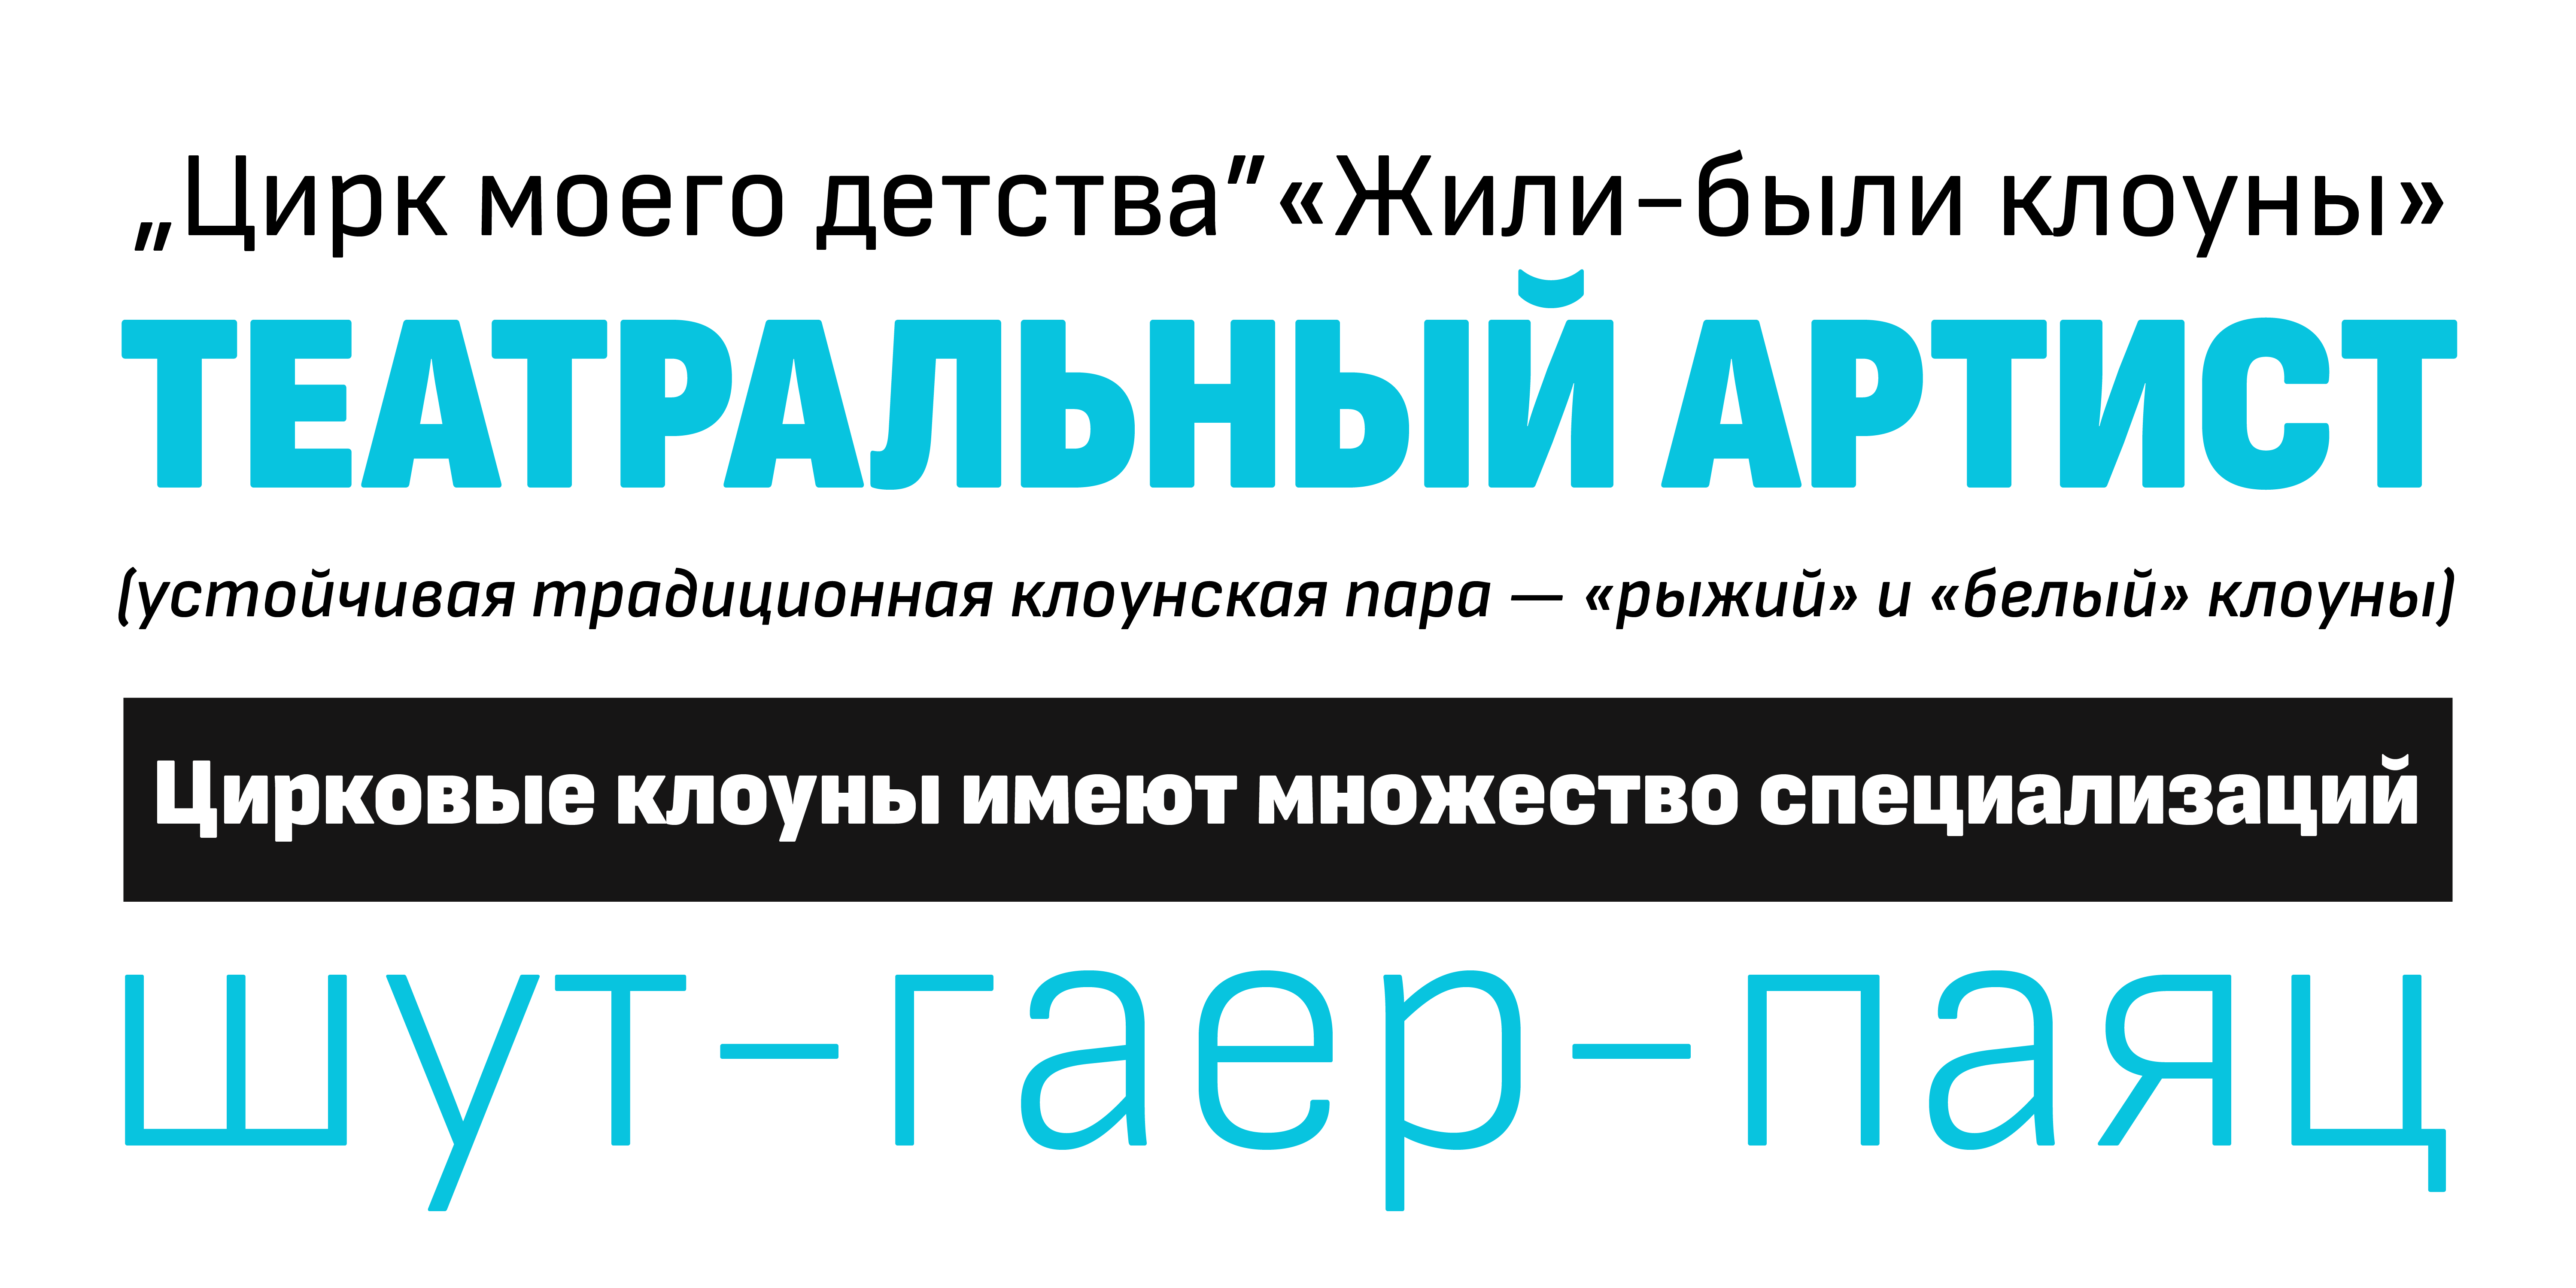 „Цирк моего детства” «Жили-были клоуны»
ТЕАТРАЛЬНЫЙ АРТИСТ
(устойчивая традиционная клоунская пара — «рыжий» и «белый» клоуны)
Цирковые клоуны имеют множество специализаций
шут-гаер-паяц